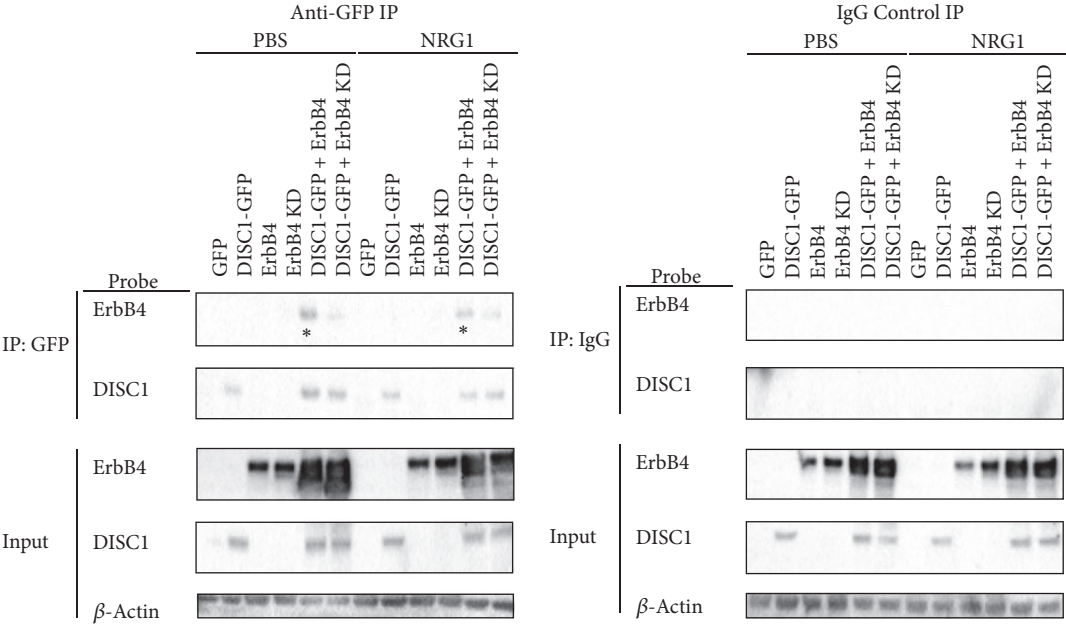 Anti-GFP IP
PBS
NRG1
GFP
DISC1-GFP
ErbB4
ErbB4 KD
DISC1-GFP + ErbB4
DISC1-GFP + ErbB4 KD
GFP
DISC1-GFP
ErbB4
ErbB4 KD
DISC1-GFP + ErbB4
DISC1-GFP + ErbB4 KD
Probe
IP: GFP
ErbB4
*
*
DISC1
Input
ErbB4
DISC1
β-Actin
IgG Control IP
PBS
NRG1
GFP
DISC1-GFP
ErbB4
ErbB4 KD
DISC1-GFP + ErbB4
DISC1-GFP + ErbB4 KD
GFP
DISC1-GFP
ErbB4
ErbB4 KD
DISC1-GFP + ErbB4
DISC1-GFP + ErbB4 KD
Probe
IP: IgG
ErbB4
DISC1
Input
ErbB4
DISC1
β-Actin